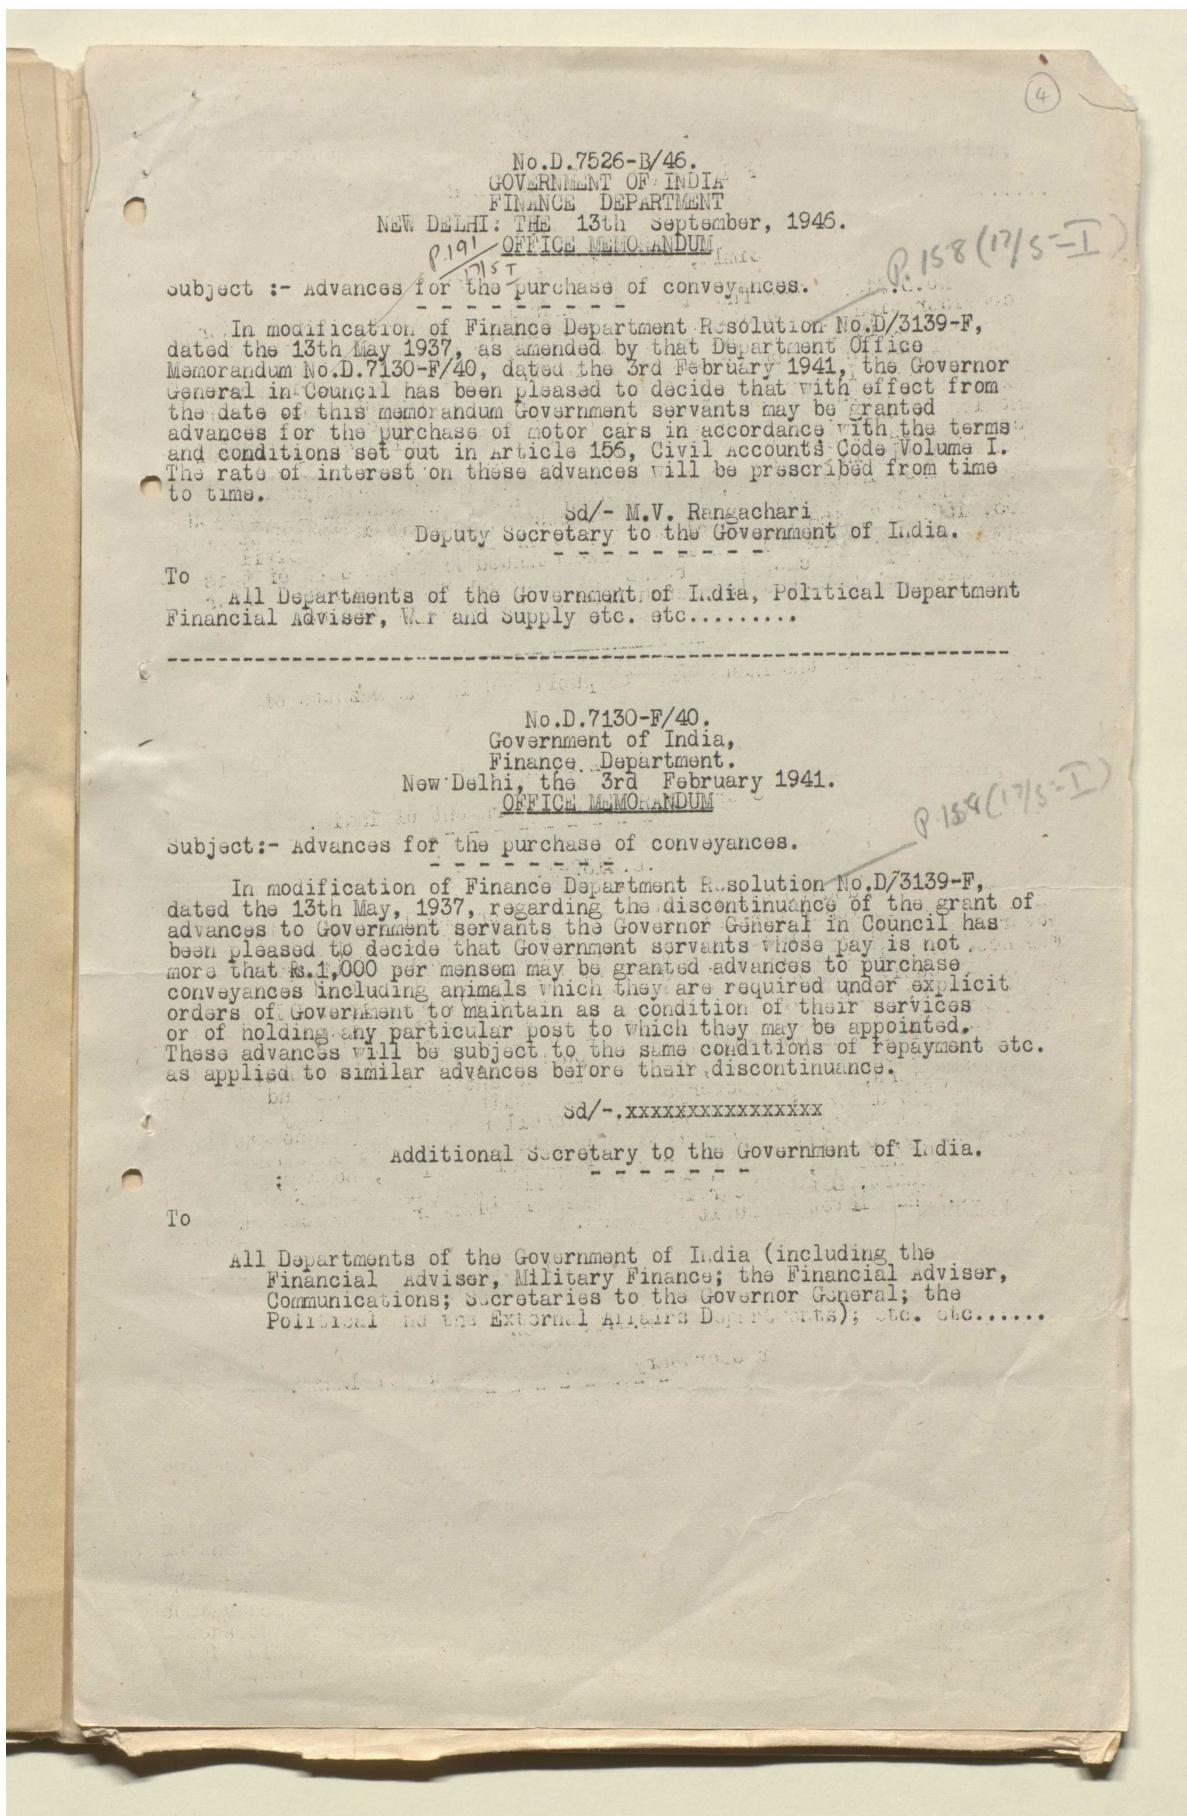 4
No.D.7526-B/46.
GOVERNMENT OF INDIA
FINANCE DEPARTMENT
NEW DELHI: THE 13th September, 1946.
P.191
17/5 I
OFFICE MEMORANDUM
P.158 (17/5-I)
Subject :- Advances for the purchase of conveyances.
In modification of Finance Department Resolution No.D/3139-F,
dated the 13th May 1937, as amended by that Department Office
Memorandum No.D.7130-F/40, dated the 3rd February 1941, the Governor
General in Council has been pleased to decide that with effect from
the date of this memorandum Government servants may be granted
advances for the purchase of motor cars in accordance with the terms
and conditions set out in Article 156, Civil Accounts Code Volume I.
The rate of interest on these advances will be prescribed from time
to time.
Sd/- M.V. Rangachari
Deputy Secretary to the Government of India.
To
All Departments of the Government of India, Political Department
Financial Adviser, War and Supply etc. etc.........
No.D.7130-F/40.
Government of India,
Finance Department.
New Delhi, the 3rd February 1941.
OFFICE MEMORANDUM
P.158 (17/5-I)
Subject:- Advances for the purchase of conveyances.
In modification of Finance Department Resolution No.D/3139-F,
dated the 13th May, 1937, regarding the discontinuance of the grant of
advances to Government servants the Governor General in Council has
been pleased to decide that Government servants whose pay is not
more that Rs.1,000 per mensem may be granted advances to purchase
conveyances including animals which they are required under explicit
orders of Government to maintain as a condition of their services
or of holding any particular post to which they may be appointed.
These advances will be subject to the same conditions of repayment etc.
as applied to similar advances before their discontinuance.
Sd/-.xxxxxxxxxxxxxxxx
Additional Secretary to the Government of India.
To
All Departments of the Government of India (including the
Financial Adviser, Military Finance; the Financial Adviser,
Communications; Secretaries to the Governor General; the
Political and the External Affairs Departments); etc. etc......